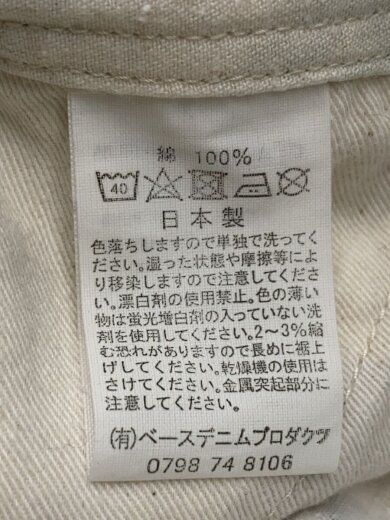 綿 100%
40
日本製
色落ちしますので単独で洗ってく
ださい。湿った状態や摩擦等によ
り移染しますので注意してくださ
い。漂白剤の使用禁止。色の薄い
物は蛍光増白剤の入っていない洗
剤を使用してください。2~3%縮
む恐れがありますので長めに裾上
げしてください。乾燥機の使用は
さけてください。金属突起部分に
注意してください。
(有)ベースデニムプロダクツ
0798 74 8106